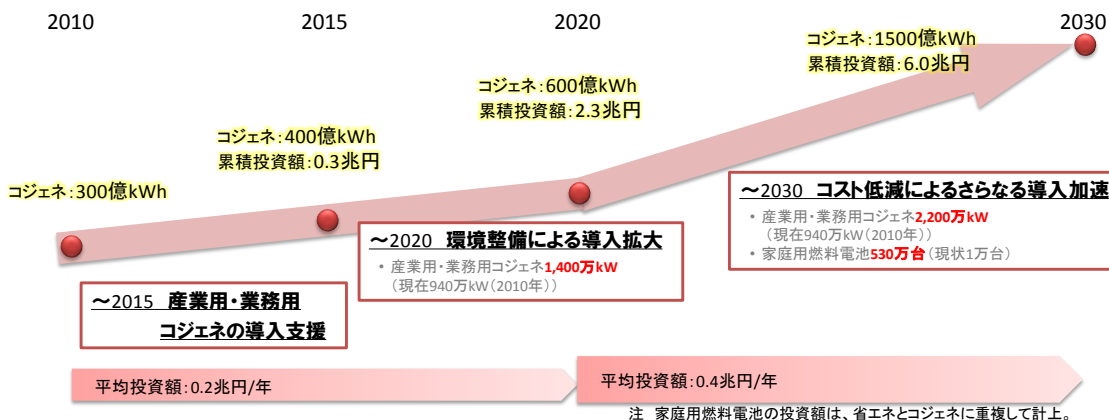 2010
2015
2020
2030
コジェネ:300億kWh
コジェネ:400億kWh
累積投資額:0.3兆円
コジェネ:600億kWh
累積投資額:2.3兆円
コジェネ:1500億kWh
累積投資額:6.0兆円
～2015 産業用・業務用
コジェネの導入支援
～2020 環境整備による導入拡大
・産業用・業務用コジェネ1,400万kW
(現在940万kW(2010年))
～2030 コスト低減によるさらなる導入加速
・産業用・業務用コジェネ2,200万kW
(現在940万kW(2010年))
・家庭用燃料電池530万台(現状1万台)
平均投資額:0.2兆円/年
平均投資額:0.4兆円/年
注 家庭用燃料電池の投資額は、省エネとコジェネに重複して計上。